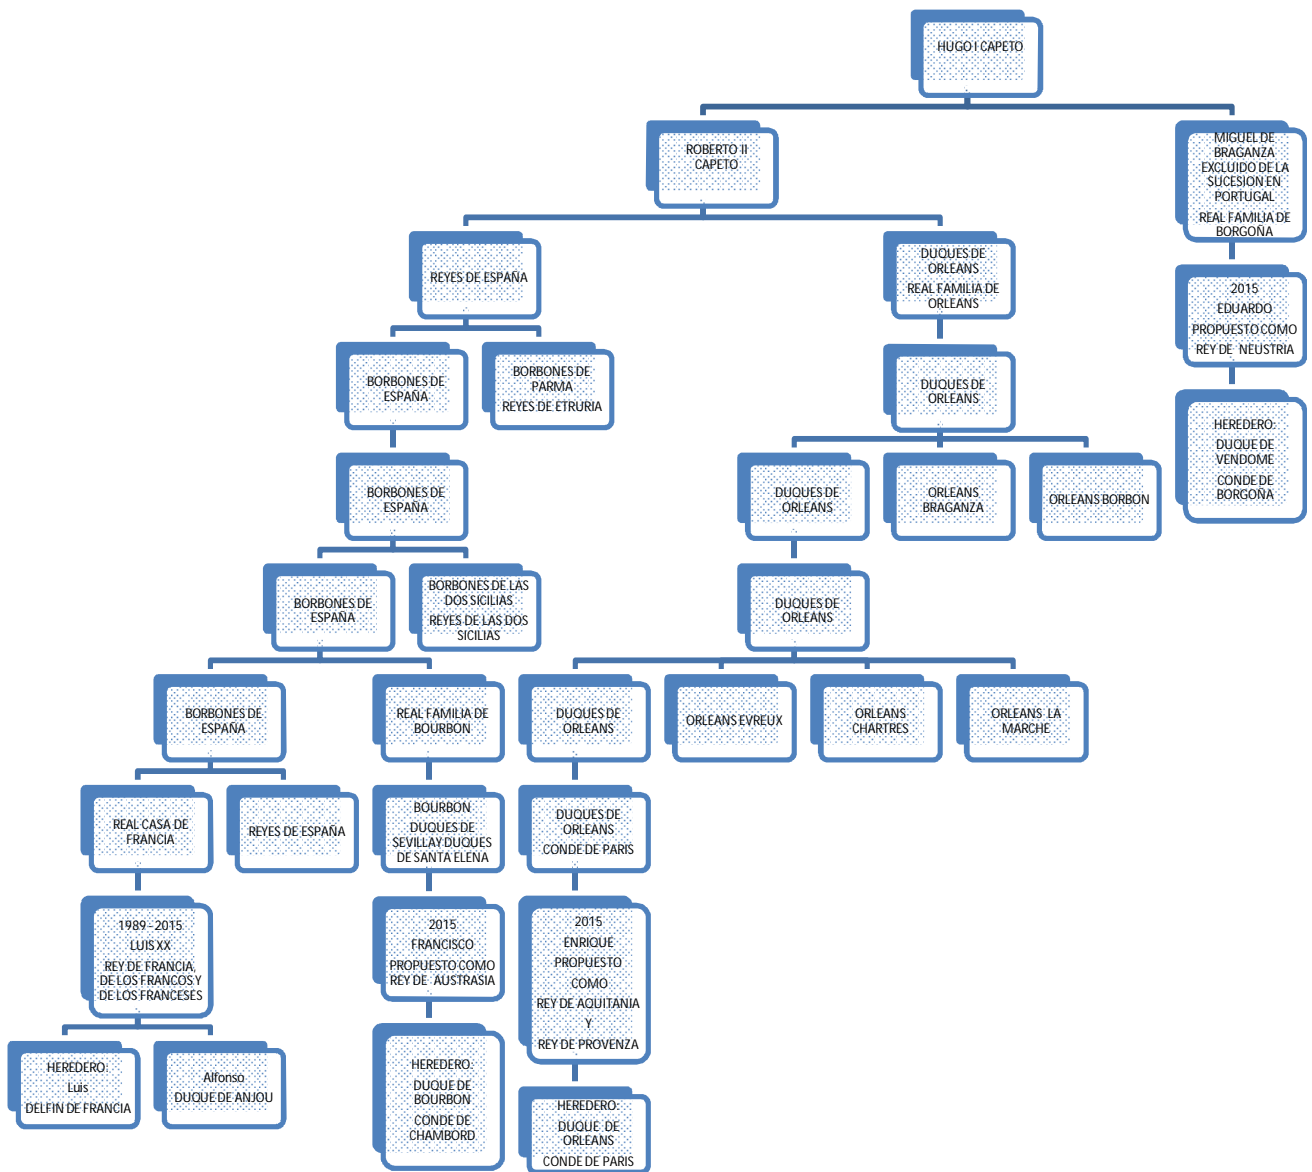 HUGO I CAPETO
ROBERTO II
CAPETO
MIGUEL DE
BRAGANZA
EXCLUIDO DE LA
SUCESION EN
PORTUGAL
REAL FAMILIA DE
BORGOÑA
REYES DE ESPAÑA
DUQUES DE
ORLEANS
REAL FAMILIA DE
ORLEANS
2015
EDUARDO
PROPUESTO COMO
REY DE NEUSTRIA
BORBONES DE
ESPAÑA
BORBONES DE
PARMA
REYES DE ETRURIA
DUQUES DE
ORLEANS
HEREDERO:
DUQUE DE
VENDOME
CONDE DE
BORGOÑA
BORBONES DE
ESPAÑA
DUQUES DE
ORLEANS
ORLEANS
BRAGANZA
ORLEANS BORBON
BORBONES DE
ESPAÑA
BORBONES DE LAS
DOS SICILIAS
REYES DE LAS DOS
SICILIAS
DUQUES DE
ORLEANS
BORBONES DE
ESPAÑA
REAL FAMILIA DE
BOURBON
DUQUES DE
ORLEANS
ORLEANS EVREUX
ORLEANS
CHARTRES
ORLEANS LA
MARCHE
REAL CASA DE
FRANCIA
REYES DE ESPAÑA
BOURBON
DUQUES DE
SEVILLA Y DUQUES
DE SANTA ELENA
DUQUES DE
ORLEANS
CONDE DE PARIS
1989 - 2015
LUIS XX
REY DE FRANCIA,
DE LOS FRANCOS Y
DE LOS FRANCESES
2015
FRANCISCO
PROPUESTO COMO
REY DE AUSTRASIA
2015
ENRIQUE
PROPUESTO
COMO
REY DE AQUITANIA
Y
REY DE PROVENZA
HEREDERO:
Luis
DELFIN DE FRANCIA
Alfonso
DUQUE DE ANJOU
HEREDERO:
DUQUE DE
BOURBON
CONDE DE
CHAMBORD
HEREDERO:
DUQUE DE
ORLEANS
CONDE DE PARIS